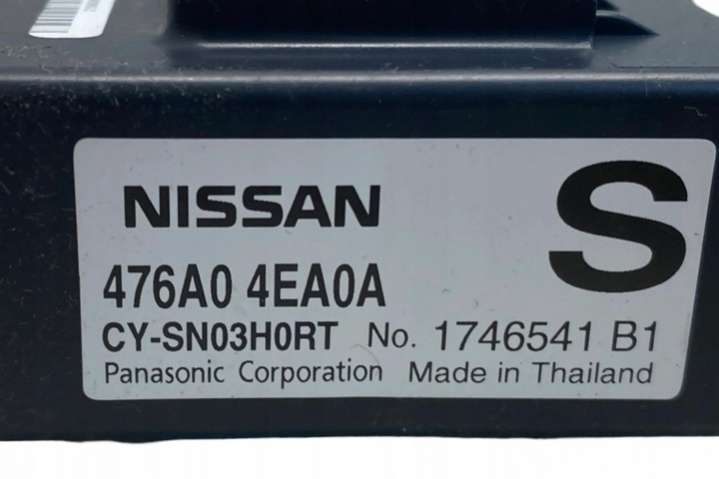 NISSAN
S
476A0 4EA0A
CY-SN03H0RT No. 1746541 B1
Panasonic Corporation Made in Thailand